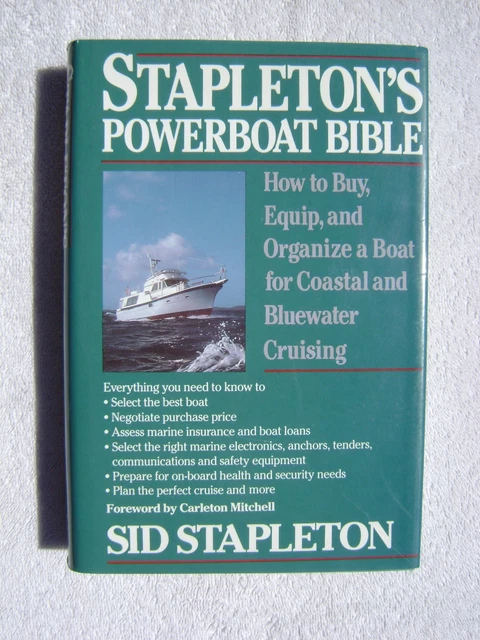 STAPLETON'S
POWERBOAT BIBLE
How to Buy,
Equip, and
Organize a Boat
for Coastal and
Bluewater
Cruising
Everything you need to know to
• Select the best boat
• Negotiate purchase price
• Assess marine insurance and boat loans
• Select the right marine electronics, anchors, tenders,
communications and safety equipment
• Prepare for on-board health and security needs
• Plan the perfect cruise and more
Foreword by Carleton Mitchell
SID STAPLETON